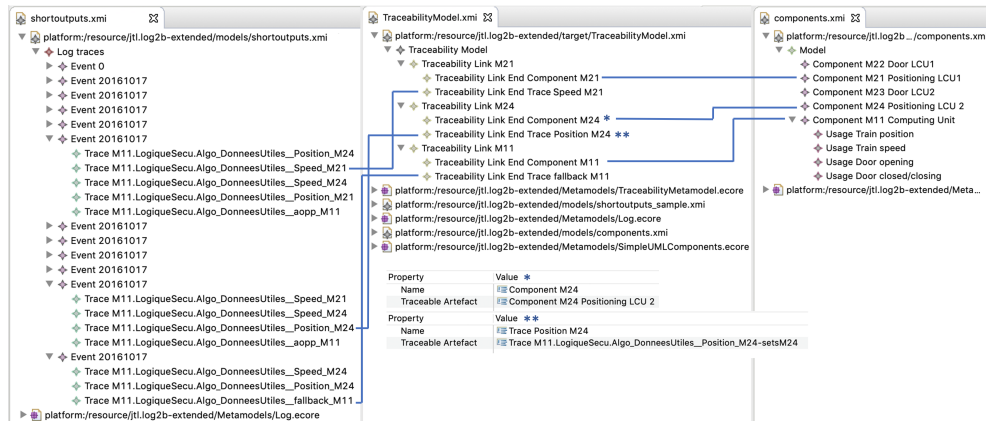 shortoutputs.xmi
platform:/resource/jtl.log2b-extended/models/shortoutputs.xmi
Log traces
Event 0
Event 20161017
Event 20161017
Event 20161017
Event 20161017
Event 20161017
Trace M11.LogiqueSecu.Algo_DonneesUtiles__Position_M24
Trace M11.LogiqueSecu.Algo_DonneesUtiles__Speed_M21
Trace M11.LogiqueSecu.Algo_DonneesUtiles__Speed_M24
Trace M11.LogiqueSecu.Algo_DonneesUtiles__Position_M21
Trace M11.LogiqueSecu.Algo_DonneesUtiles__aopp_M11
Event 20161017
Event 20161017
Event 20161017
Event 20161017
Event 20161017
Trace M11.LogiqueSecu.Algo_DonneesUtiles__Speed_M21
Trace M11.LogiqueSecu.Algo_DonneesUtiles__Speed_M24
Trace M11.LogiqueSecu.Algo_DonneesUtiles__Position_M24
Trace M11.LogiqueSecu.Algo_DonneesUtiles__aopp_M11
Event 20161017
Trace M11.LogiqueSecu.Algo_DonneesUtiles__Speed_M24
Trace M11.LogiqueSecu.Algo_DonneesUtiles__Position_M24
Trace M11.LogiqueSecu.Algo_DonneesUtiles__fallback_M11
platform:/resource/jtl.log2b-extended/Metamodels/Log.ecore
TraceabilityModel.xmi
platform:/resource/jtl.log2b-extended/target/TraceabilityModel.xmi
Traceability Model
Traceability Link M21
Traceability Link End Component M21
Traceability Link End Trace Speed M21
Traceability Link M24
Traceability Link End Component M24 *
Traceability Link End Trace Position M24 **
Traceability Link M11
Traceability Link End Component M11
Traceability Link End Trace fallback M11
platform:/resource/jtl.log2b-extended/Metamodels/TraceabilityMetamodel.ecore
platform:/resource/jtl.log2b-extended/models/shortoutputs_sample.xmi
platform:/resource/jtl.log2b-extended/Metamodels/Log.ecore
platform:/resource/jtl.log2b-extended/models/components.xmi
platform:/resource/jtl.log2b-extended/Metamodels/SimpleUMLComponents.ecore
Property Value *
Name Component M24
Traceable Artefact Component M24 Positioning LCU 2
Property Value **
Name Trace Position M24
Traceable Artefact Trace M11.LogiqueSecu.Algo_DonneesUtiles__Position_M24-setsM24
components.xmi
platform:/resource/jtl.log2b_../components.xm
Model
Component M22 Door LCU1
Component M21 Positioning LCU1
Component M23 Door LCU2
Component M24 Positioning LCU 2
Component M11 Computing Unit
Usage Train position
Usage Train speed
Usage Door opening
Usage Door closed/closing
platform:/resource/jtl.log2b-extended/Meta...